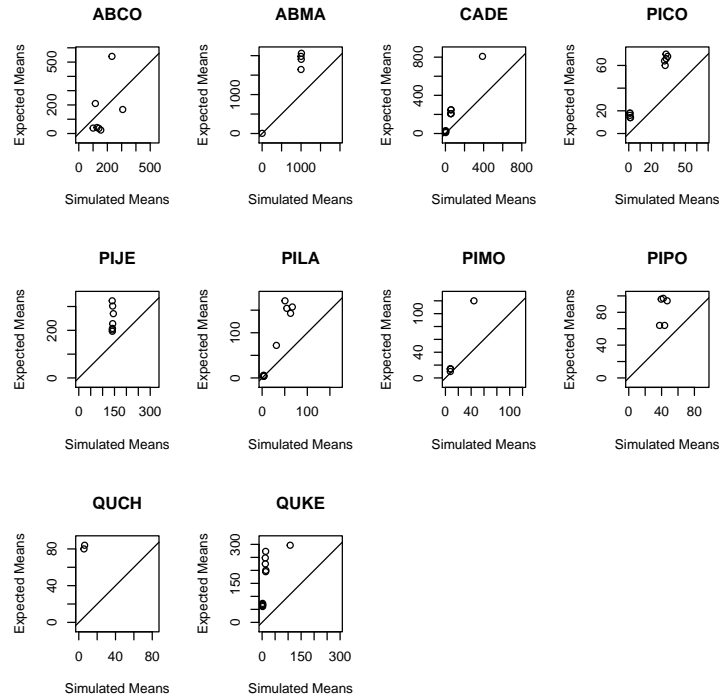 ABCO
Expected Means
0 200 500
0 200 500
Simulated Means
ABMA
Expected Means
0 1000
0 1000
Simulated Means
CADE
Expected Means
0 400 800
0 400 800
Simulated Means
PICO
Expected Means
0 20 60
0 20 60
Simulated Means
PIJE
Expected Means
0 200
0 150 300
Simulated Means
PILA
Expected Means
0 100
0 100
Simulated Means
PIMO
Expected Means
0 40 100
0 40 100
Simulated Means
PIPO
Expected Means
0 40 80
0 40 80
Simulated Means
QUCH
Expected Means
0 40 80
0 40 80
Simulated Means
QUKE
Expected Means
0 150 300
0 150 300
Simulated Means